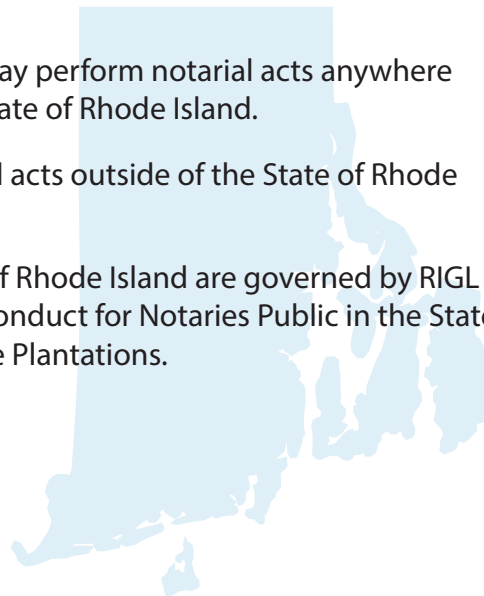 ay perform notarial acts anywhere
ate of Rhode Island.
l acts outside of the State of Rhode
of Rhode Island are governed by RIGL
onduct for Notaries Public in the State
e Plantations.